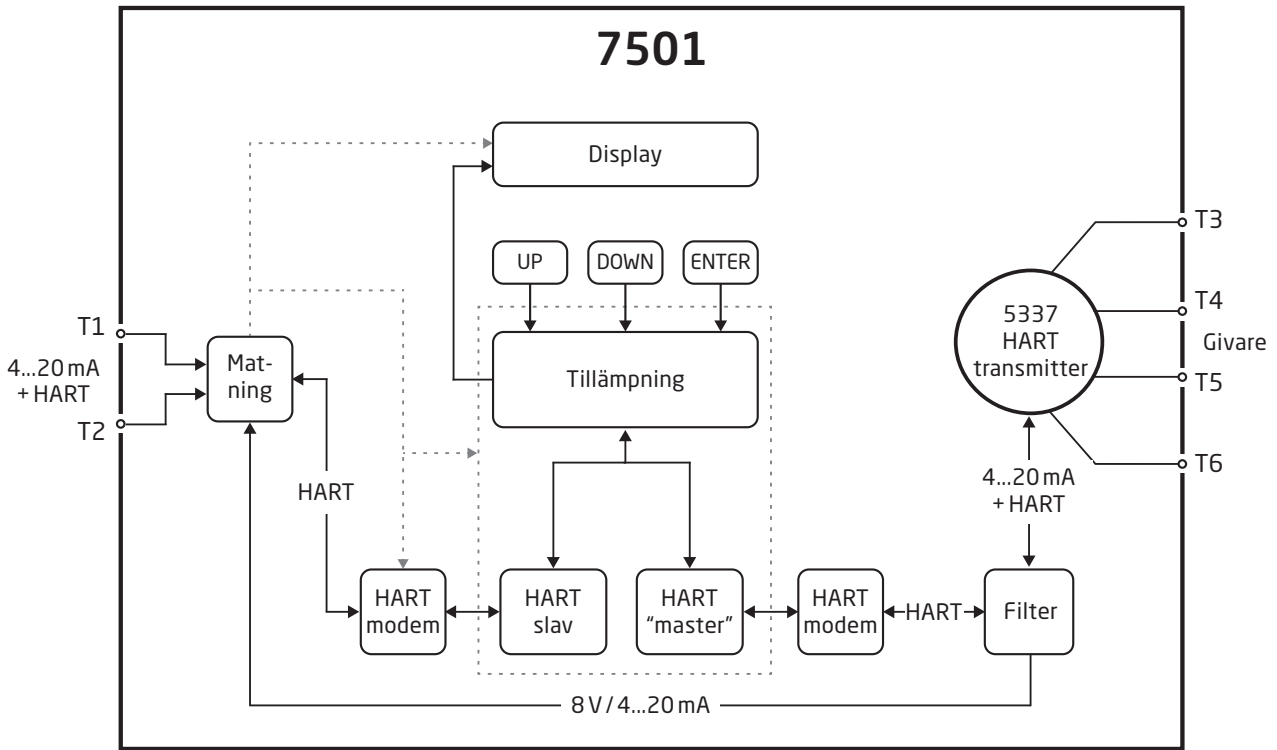 7501
Display
UP
DOWN
ENTER
T1
4...20 mA
+ HART
T2
Mat-
ning
Tillämpning
5337
HART
transmitter
T3
T4
Givare
T5
T6
HART
4...20 mA
+ HART
HART
modem
HART
slav
HART
"master"
HART
modem
HART
Filter
8 V / 4...20 mA